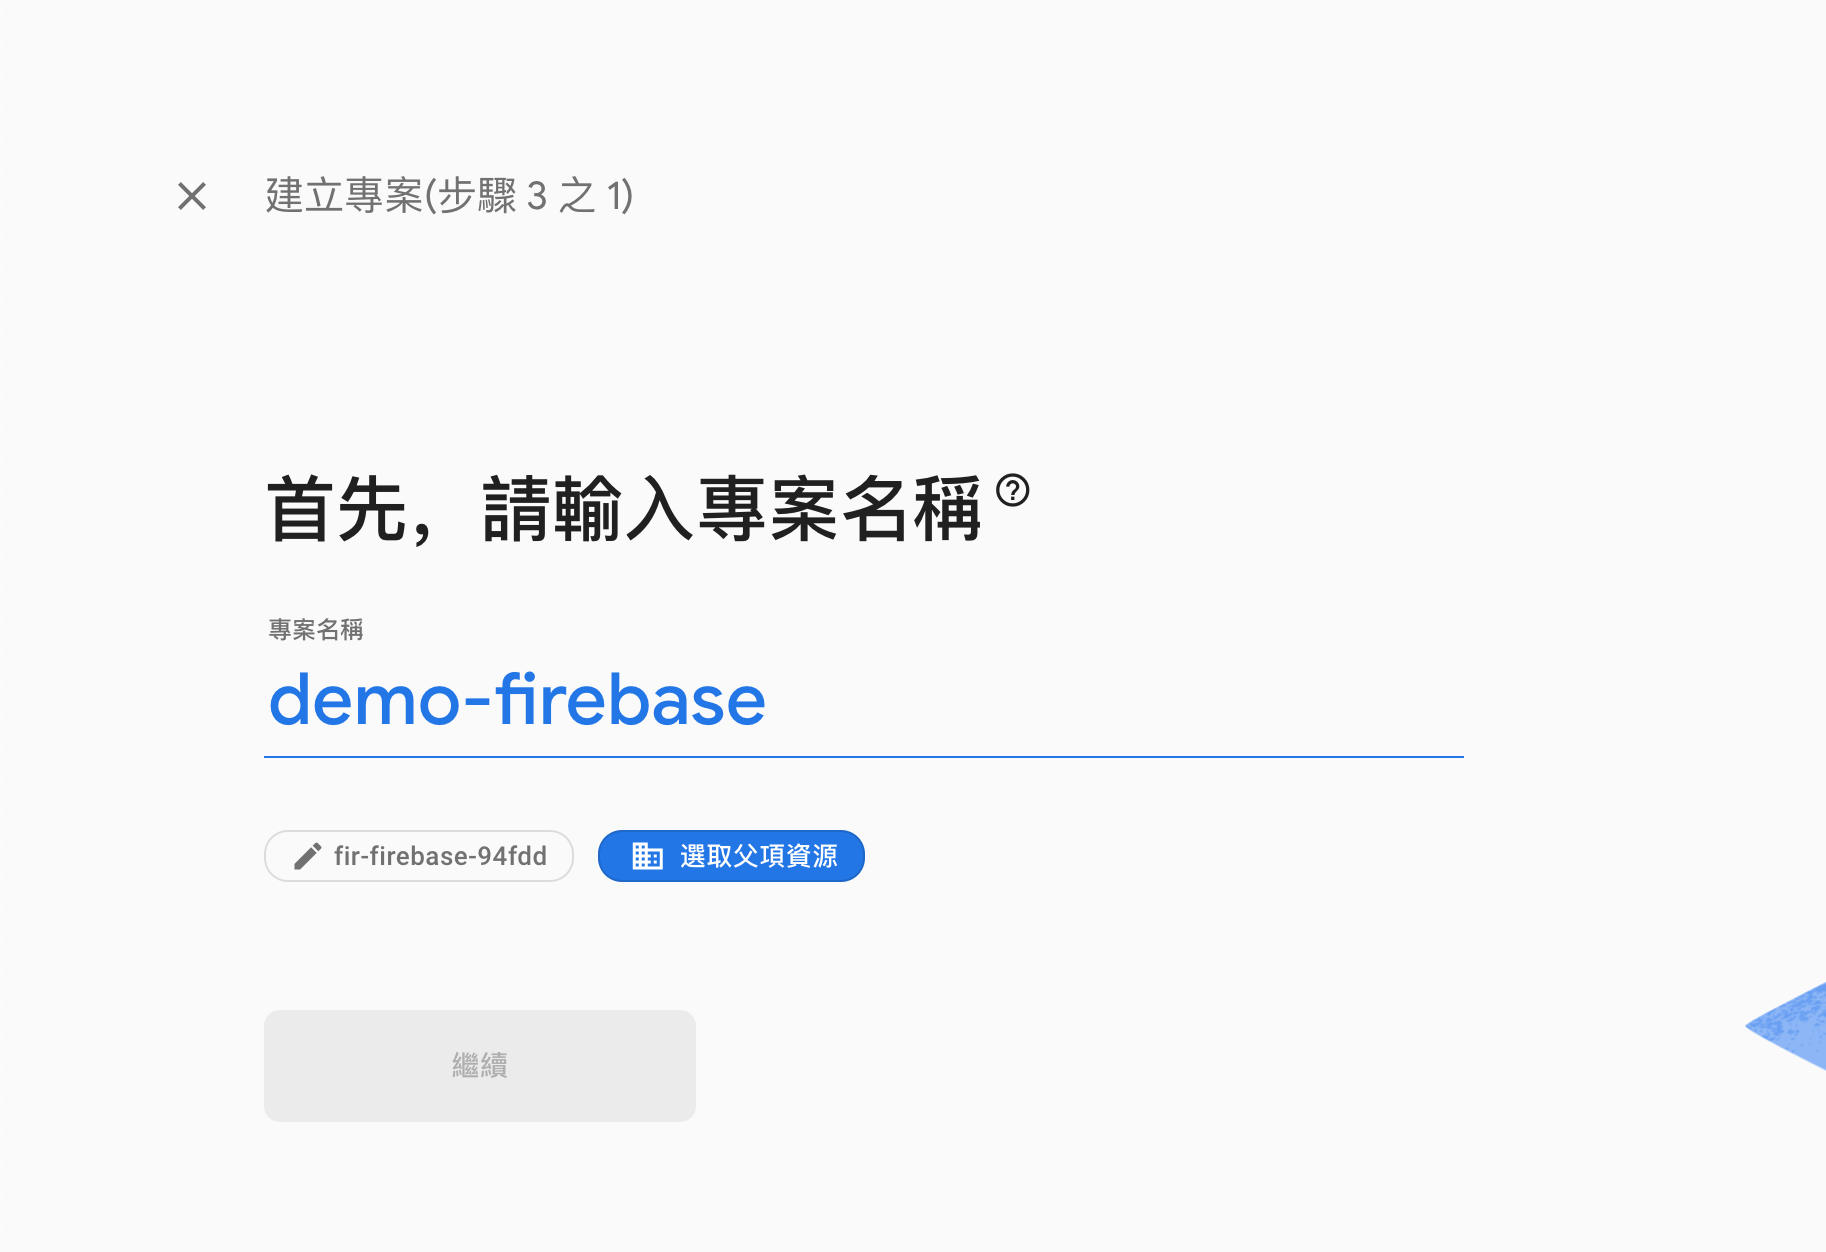 建立專案(步驟 3 之 1)
首先，請輸入專案名稱
專案名稱
demo-firebase
fir-firebase-94fdd
選取父項資源
繼續